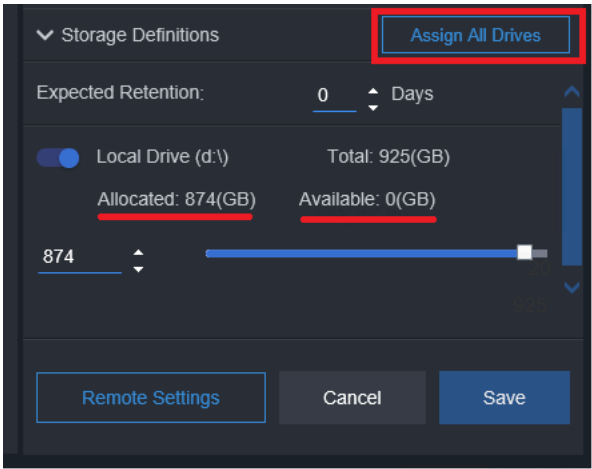 Storage Definitions Assign All Drives
Expected Retention: 0 Days
Local Drive (d:\) Total: 925(GB)
Allocated: 874(GB) Available: 0(GB)
874
925
Remote Settings Cancel Save